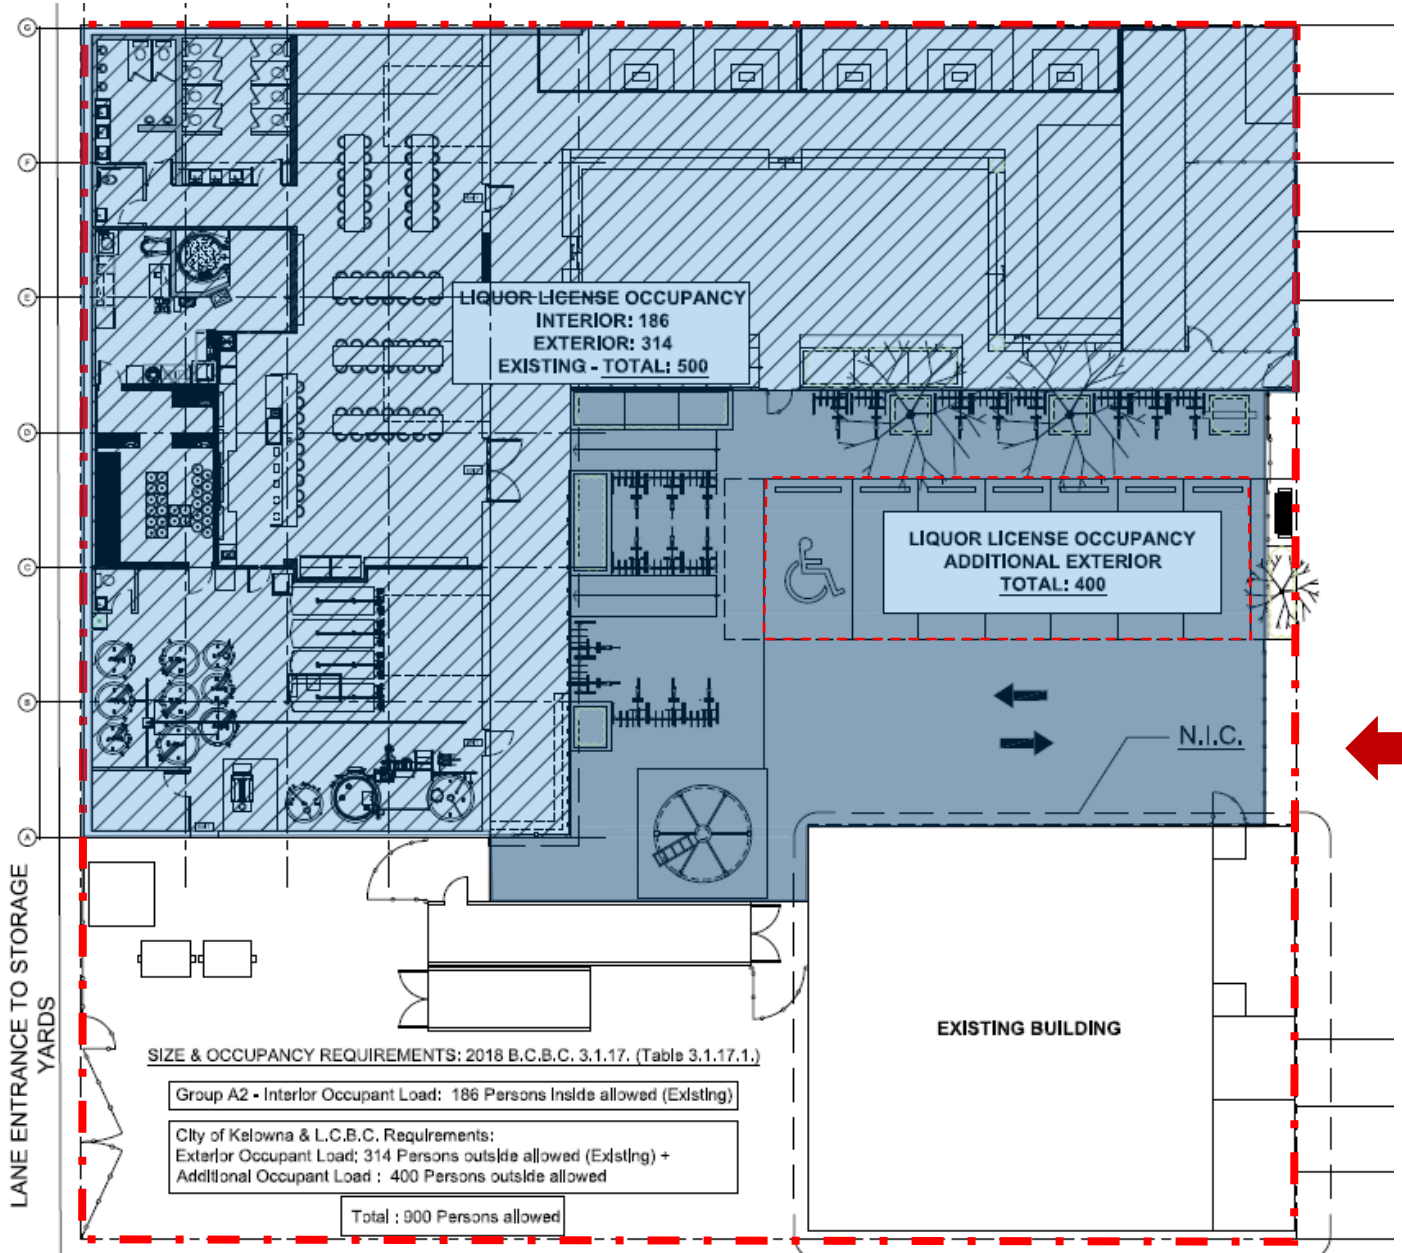 G
F
E
D
C
B
A
LIQUOR LICENSE OCCUPANCY
INTERIOR: 186
EXTERIOR: 314
EXISTING - TOTAL: 500
LIQUOR LICENSE OCCUPANCY
ADDITIONAL EXTERIOR
TOTAL: 400
N.I.C.
EXISTING BUILDING
LANE ENTRANCE TO STORAGE
YARDS
SIZE & OCCUPANCY REQUIREMENTS: 2018 B.C.B.C. 3.1.17. (Table 3.1.17.1.)
Group A2 - Interior Occupant Load: 186 Persons Inside allowed (Existing)
City of Kelowna & L.C.B.C. Requirements:
Exterior Occupant Load; 314 Persons outside allowed (Existing) +
Additional Occupant Load : 400 Persons outside allowed
Total : 900 Persons allowed